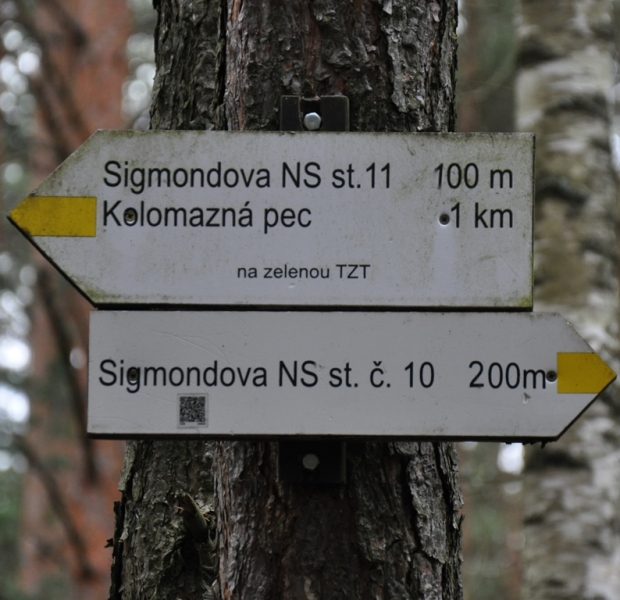 Sigmondova NS st.11 100 m
Kolomazná pec 1 km
na zelenou TZT
Sigmondova NS st. č. 10 200m